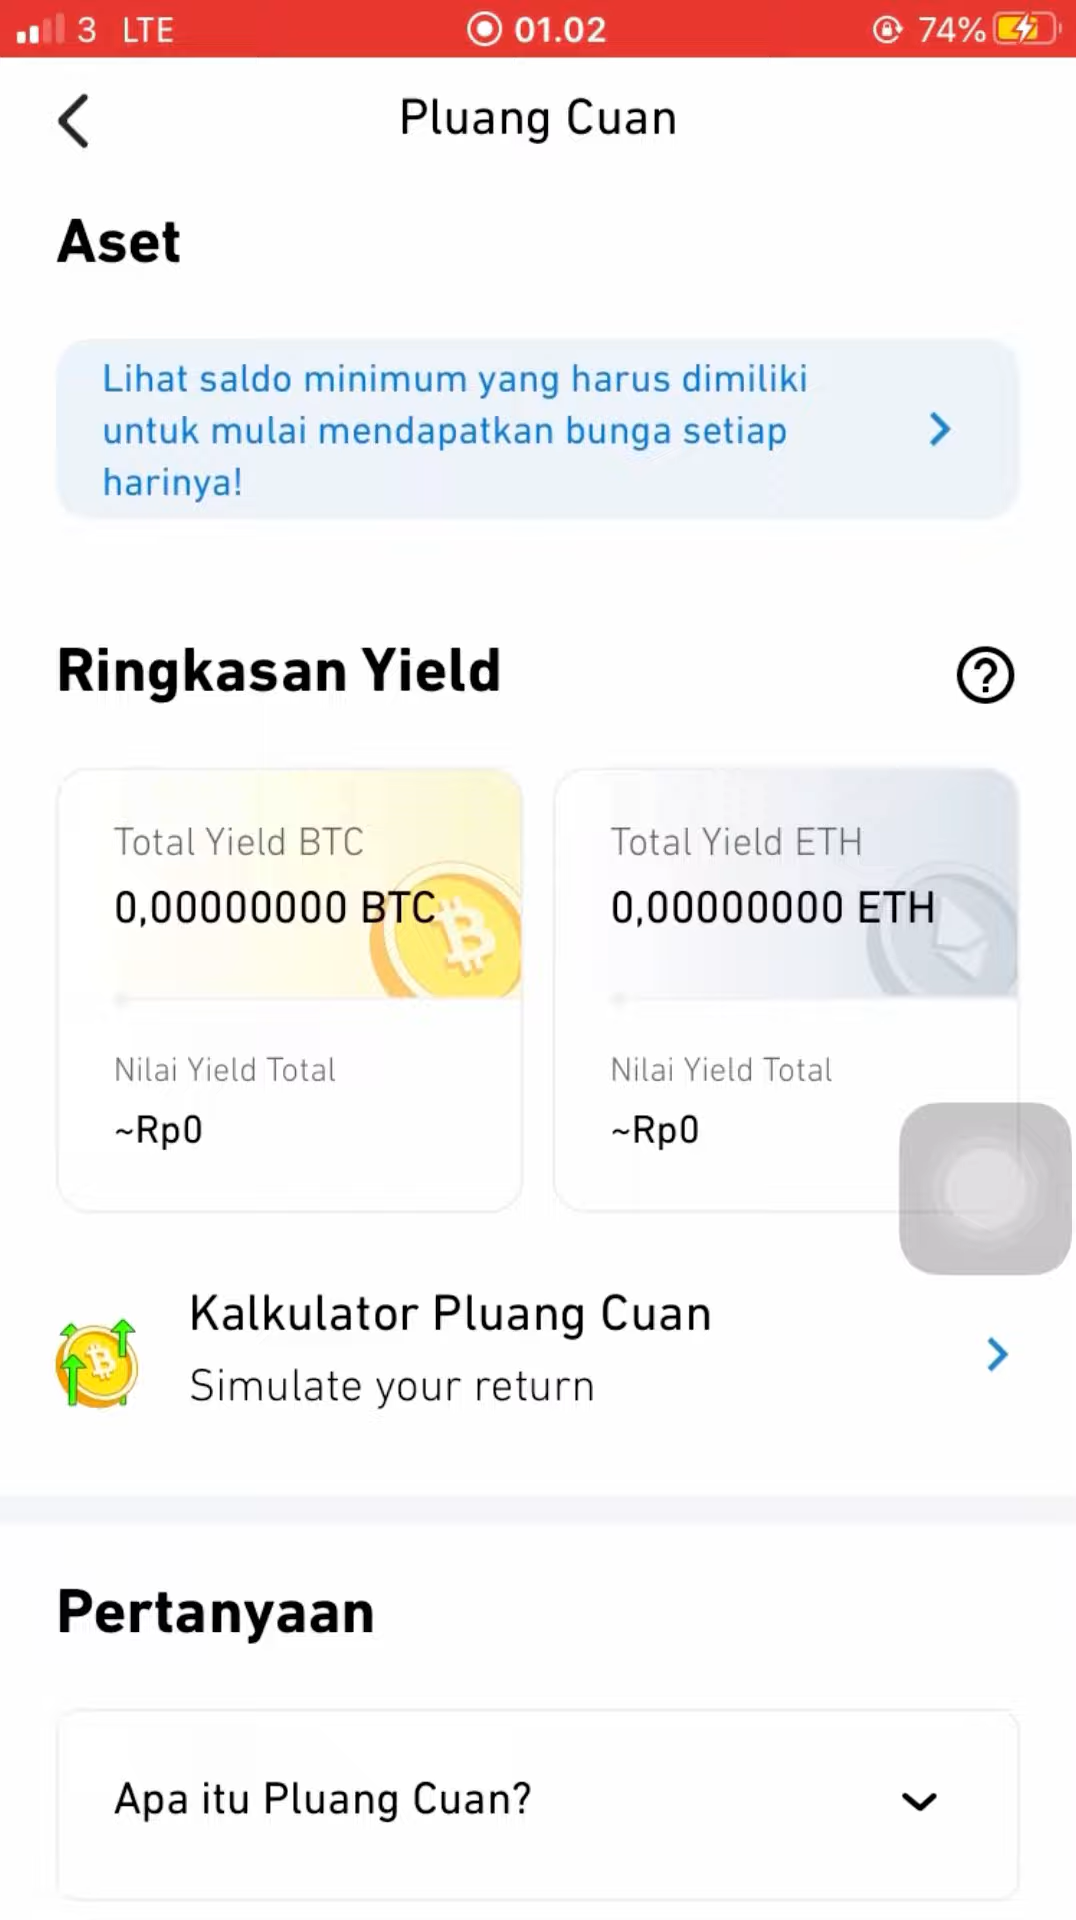 3 LTE 01.02 74%
Pluang Cuan
Aset
Lihat saldo minimum yang harus dimiliki
untuk mulai mendapatkan bunga setiap
harinya!
Ringkasan Yield
Total Yield BTC
0,00000000 BTC
Nilai Yield Total
~Rp0
Total Yield ETH
0,00000000 ETH
Nilai Yield Total
~Rp0
Kalkulator Pluang Cuan
Simulate your return
Pertanyaan
Apa itu Pluang Cuan?